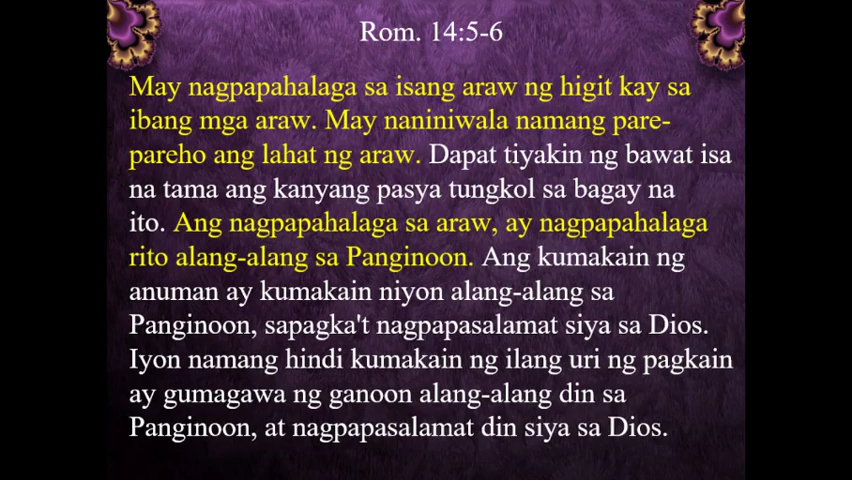 Rom. 14:5-6
May nagpapahalaga sa isang araw ng higit kay sa
ibang mga araw. May naniniwala namang pare-
pareho ang lahat ng araw. Dapat tiyakin ng bawat isa
na tama ang kanyang pasya tungkol sa bagay na
ito. Ang nagpapahalaga sa araw, ay nagpapahalaga
rito alang-alang sa Panginoon. Ang kumakain ng
anuman ay kumakain niyon alang-alang sa
Panginoon, sapagka't nagpapasalamat siya sa Dios.
Iyon namang hindi kumakain ng ilang uri ng pagkain
ay gumagawa ng ganoon alang-alang din sa
Panginoon, at nagpapasalamat din siya sa Dios.